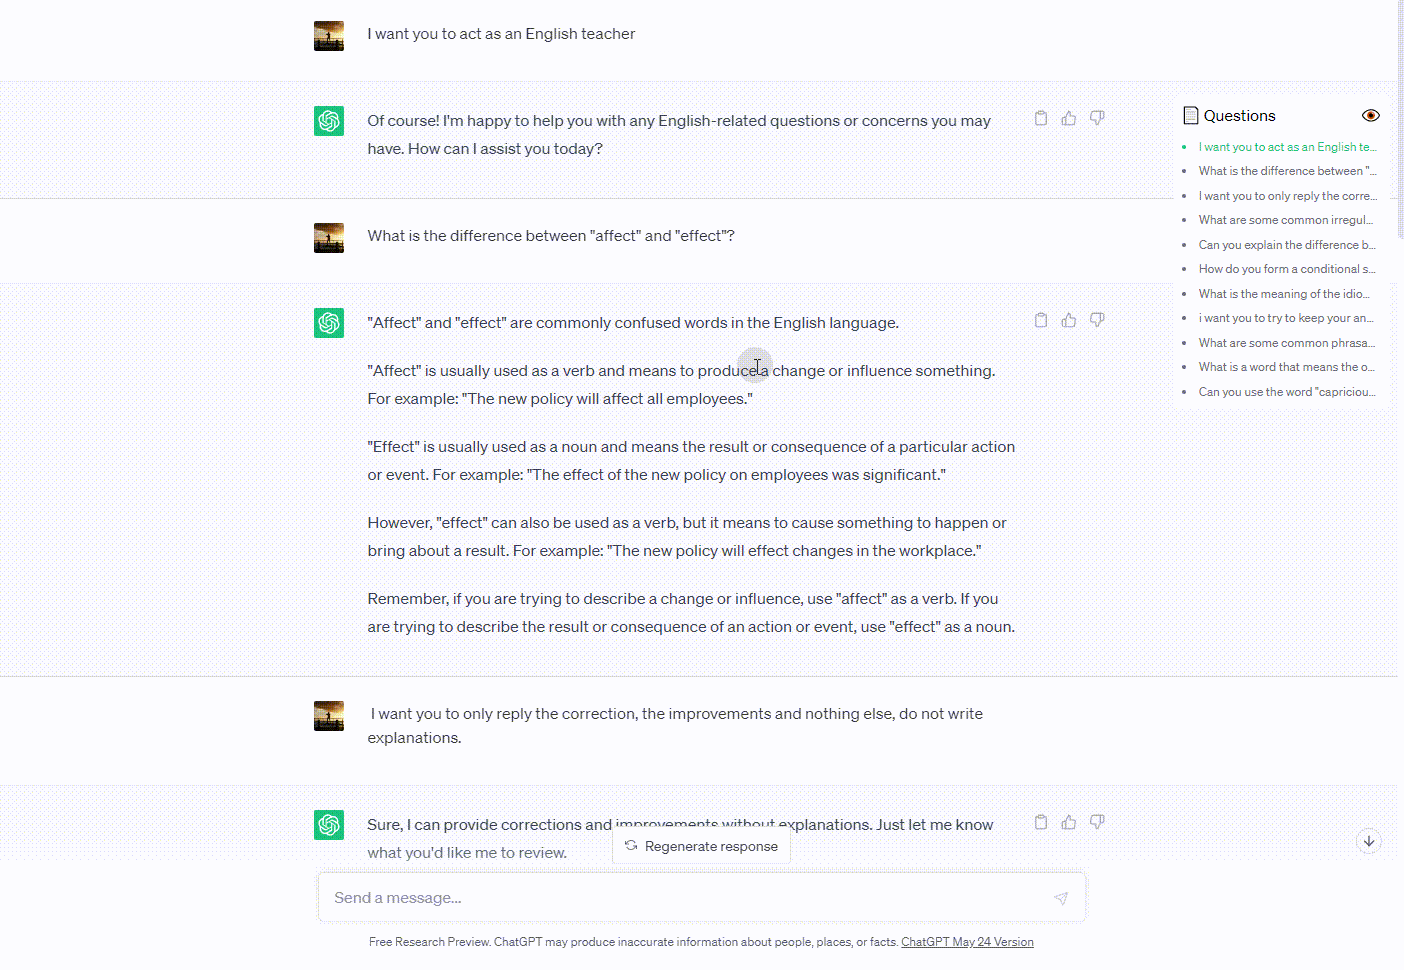 I want you to act as an English teacher
Of course! I'm happy to help you with any English-related questions or concerns you may
have. How can I assist you today?
What is the difference between "affect" and "effect"?
"Affect" and "effect" are commonly confused words in the English language.
"Affect" is usually used as a verb and means to produce a change or influence something.
For example: "The new policy will affect all employees."
"Effect" is usually used as a noun and means the result or consequence of a particular action
or event. For example: "The effect of the new policy on employees was significant."
However, "effect" can also be used as a verb, but it means to cause something to happen or
bring about a result. For example: "The new policy will effect changes in the workplace."
Remember, if you are trying to describe a change or influence, use "affect" as a verb. If you
are trying to describe the result or consequence of an action or event, use "effect" as a noun.
I want you to only reply the correction, the improvements and nothing else, do not write
explanations.
Sure, I can provide corrections and improvements without explanations. Just let me know
what you'd like me to review.
Regenerate response
Send a message...
Free Research Preview. ChatGPT may produce inaccurate information about people, places, or facts. ChatGPT May 24 Version
Questions
I want you to act as an English te...
What is the difference between "...
I want you to only reply the corre...
What are some common irregul...
Can you explain the difference b...
How do you form a conditional s...
What is the meaning of the idio...
i want you to try to keep your an...
What are some common phrasa...
What is a word that means the o...
Can you use the word "capriciou...